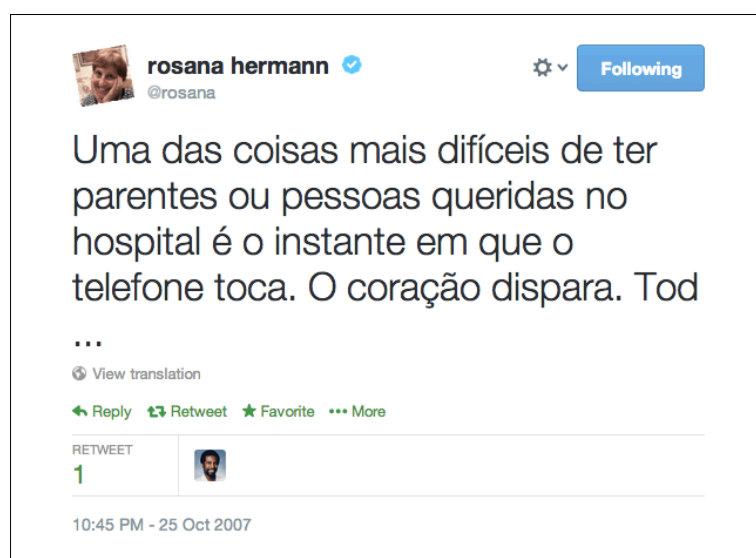 rosana hermann
@rosana
Following
Uma das coisas mais difíceis de ter
parentes ou pessoas queridas no
hospital é o instante em que o
telefone toca. O coração dispara. Tod
...
View translation
Reply Retweet Favorite More
RETWEET
1
10:45 PM - 25 Oct 2007